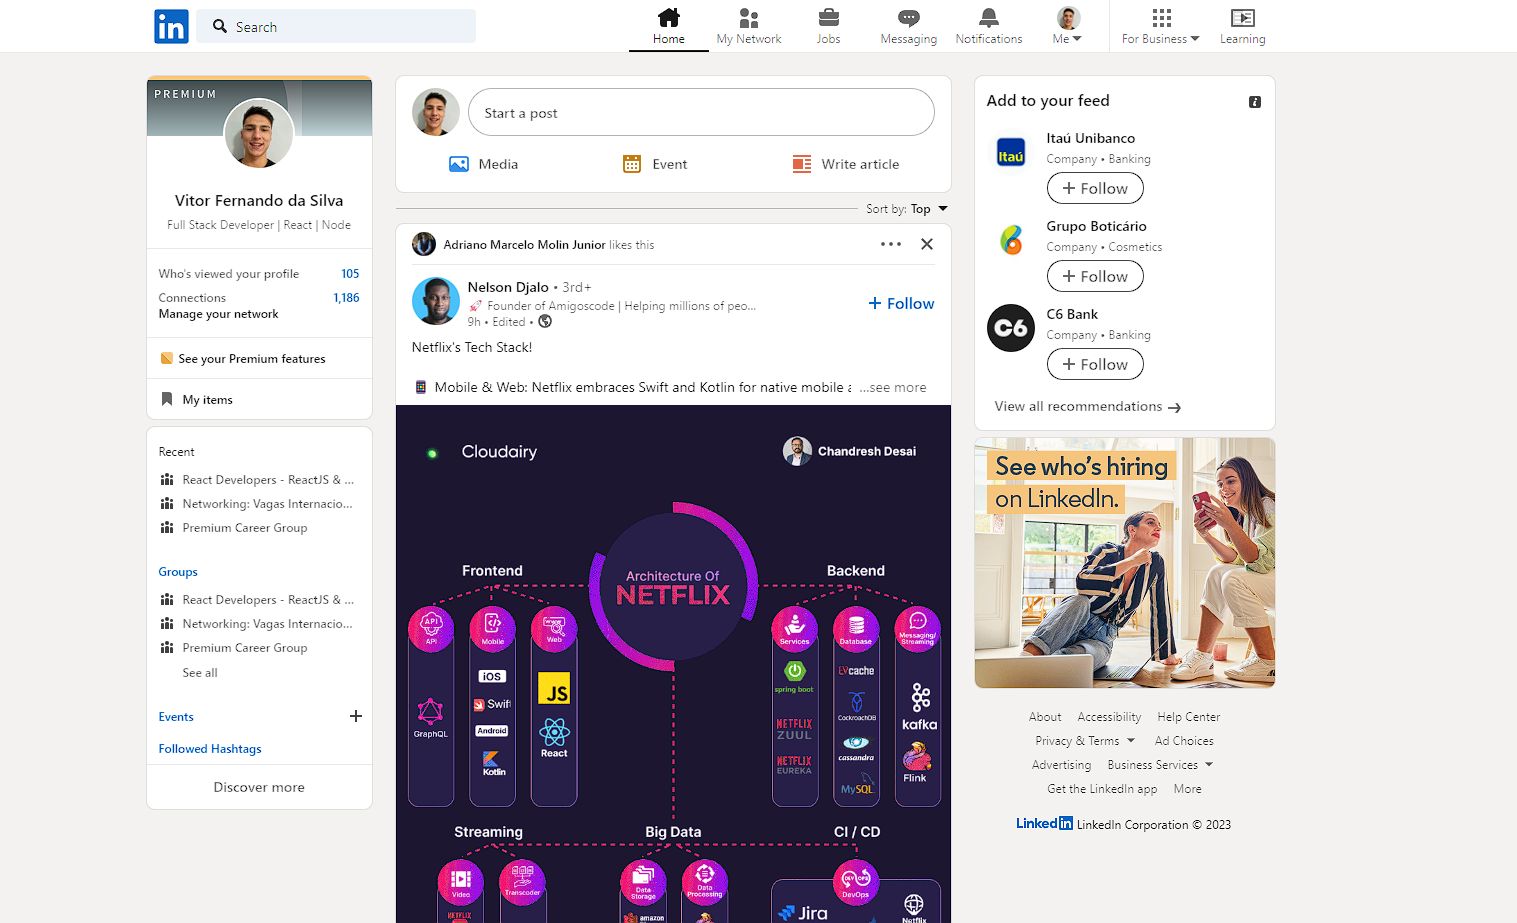 in
Search
Home
My Network
Jobs
Messaging
Notifications
Me
For Business
Learning
PREMIUM
Vitor Fernando da Silva
Full Stack Developer | React | Node
Who's viewed your profile 105
Connections 1,186
Manage your network
See your Premium features
My items
Recent
React Developers - ReactJS & ...
Networking: Vagas Internacio...
Premium Career Group
Groups
React Developers - ReactJS & ...
Networking: Vagas Internacio...
Premium Career Group
See all
Events
Followed Hashtags
Discover more
Start a post
Media
Event
Write article
Sort by: Top
Adriano Marcelo Molin Junior likes this
Nelson Djalo • 3rd+
Founder of Amigoscode | Helping millions of peo...
9h • Edited •
Follow
Netflix's Tech Stack!
Mobile & Web: Netflix embraces Swift and Kotlin for native mobile a ...see more
Cloudairy
Chandresh Desai
Architecture Of
NETFLIX
Frontend
API
API
GraphQL
Mobile
iOS
Swift
Android
Kotlin
Web
JS
React
Backend
Services
spring boot
NETFLIX
ZUUL
NETFLIX
EUREKA
Database
EVcache
CockroachDB
cassandra
MySQL
Messaging/
Streaming
kafka
Flink
Streaming
Video
NETFLIX
Transcoder
Big Data
Data
Storage
amazon
Data
Processing
CI / CD
DEV OPS
DevOps
Jira
Netflix
Add to your feed
Itaú
Itaú Unibanco
Company • Banking
Follow
Grupo Boticário
Company • Cosmetics
Follow
C6
C6 Bank
Company • Banking
Follow
View all recommendations
See who's hiring
on LinkedIn.
About
Accessibility
Help Center
Privacy & Terms
Ad Choices
Advertising
Business Services
Get the LinkedIn app
More
LinkedIn LinkedIn Corporation © 2023